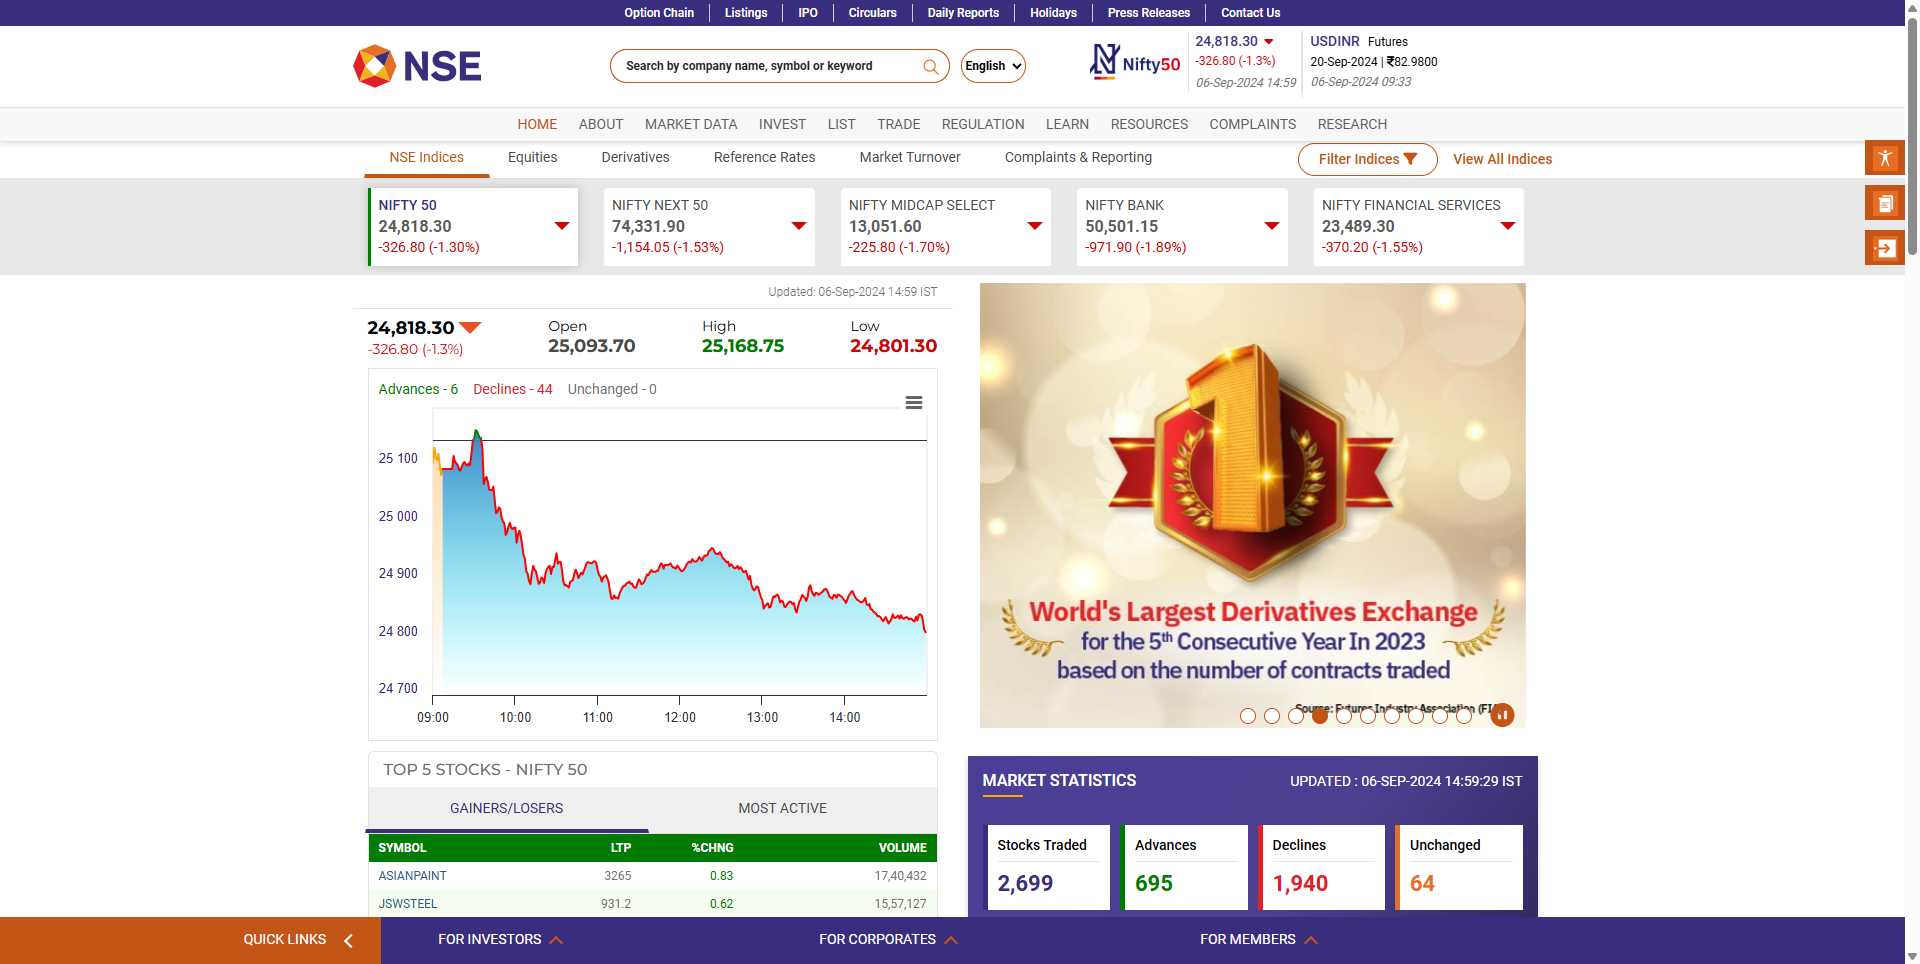 Option Chain
Listings
IPO
Circulars
Daily Reports
Holidays
Press Releases
Contact Us
NSE
Search by company name, symbol or keyword
English
Nifty50
24,818.30
-326.80 (-1.3%)
06-Sep-2024 14:59
USDINR Futures
20-Sep-2024 | ₹82.9800
06-Sep-2024 09:33
HOME
ABOUT
MARKET DATA
INVEST
LIST
TRADE
REGULATION
LEARN
RESOURCES
COMPLAINTS
RESEARCH
NSE Indices
Equities
Derivatives
Reference Rates
Market Turnover
Complaints & Reporting
Filter Indices
View All Indices
NIFTY 50
24,818.30
-326.80 (-1.30%)
NIFTY NEXT 50
74,331.90
-1,154.05 (-1.53%)
NIFTY MIDCAP SELECT
13,051.60
-225.80 (-1.70%)
NIFTY BANK
50,501.15
-971.90 (-1.89%)
NIFTY FINANCIAL SERVICES
23,489.30
-370.20 (-1.55%)
Updated: 06-Sep-2024 14:59 IST
24,818.30
-326.80 (-1.3%)
Open
25,093.70
High
25,168.75
Low
24,801.30
Advances - 6
Declines - 44
Unchanged - 0
25 100
25 000
24 900
24 800
24 700
09:00
10:00
11:00
12:00
13:00
14:00
1
World's Largest Derivatives Exchange
for the 5th Consecutive Year In 2023
based on the number of contracts traded
Source: Futures Industry Association (FIA
TOP 5 STOCKS - NIFTY 50
GAINERS/LOSERS
MOST ACTIVE
SYMBOL LTP %CHNG VOLUME
ASIANPAINT 3265 0.83 17,40,432
JSWSTEEL 931.2 0.62 15,57,127
MARKET STATISTICS
UPDATED : 06-SEP-2024 14:59:29 IST
Stocks Traded
2,699
Advances
695
Declines
1,940
Unchanged
64
QUICK LINKS
FOR INVESTORS
FOR CORPORATES
FOR MEMBERS